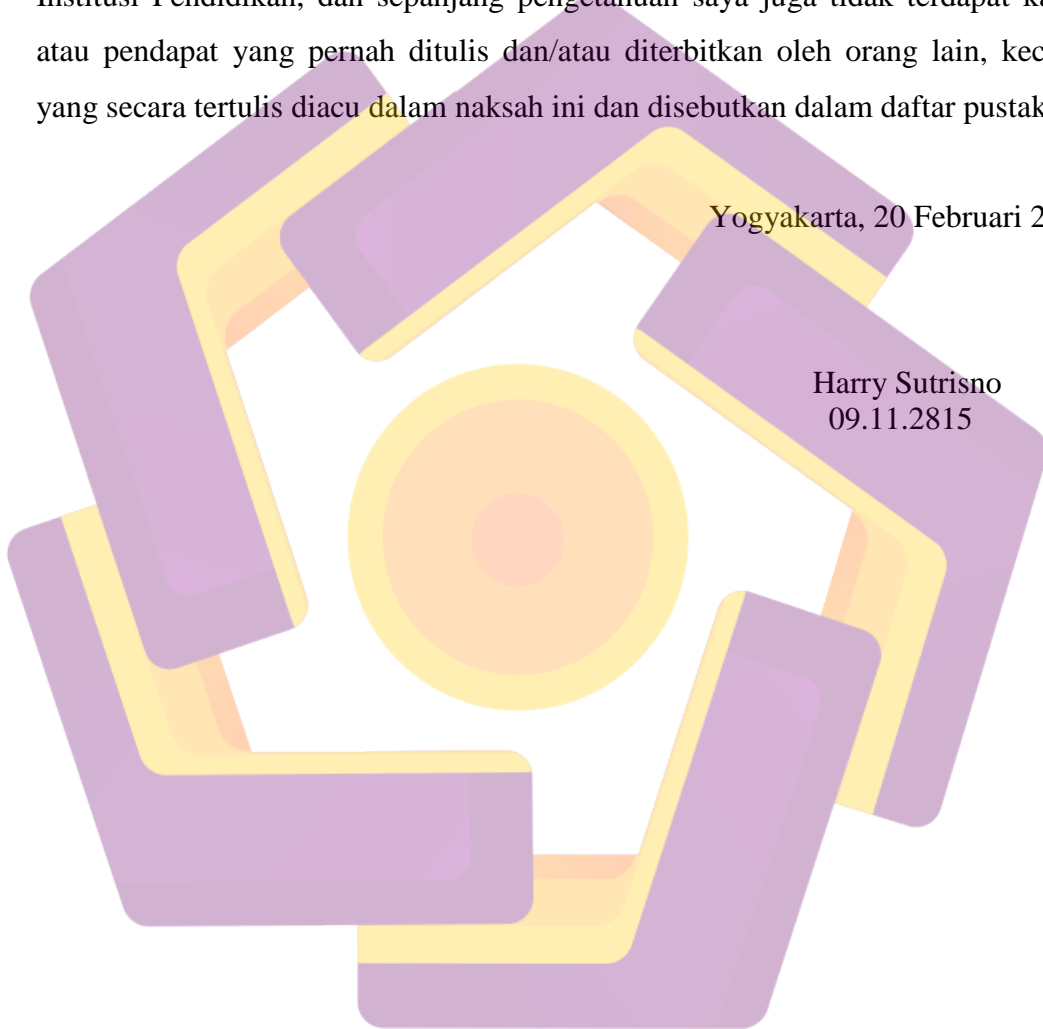 Institusi Pendidikan, dan sepanjang pengetahuan saya juga tidak terdapat
atau pendapat yang pernah ditulis dan/atau diterbitkan oleh orang lain,
yang secara tertulis diacu dalam naksah ini dan disebutkan dalam daftar
Yogyakarta, 20 Februari
Harry Sutrisno
09.11.2815